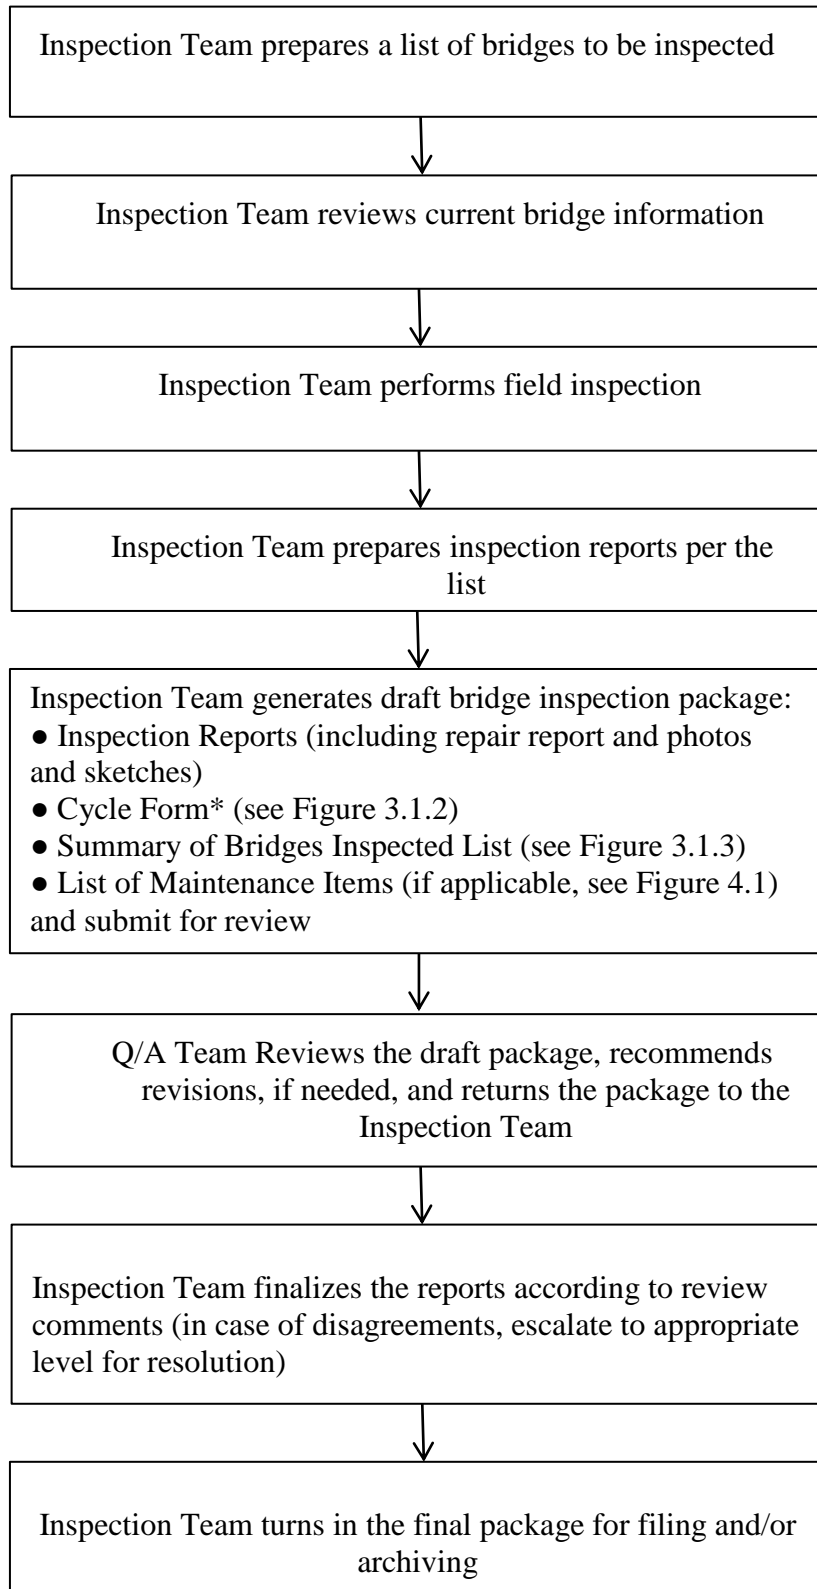 Inspection Team prepares a list of bridges to be inspected
Inspection Team reviews current bridge information
Inspection Team performs field inspection
Inspection Team prepares inspection reports per the
list
Inspection Team generates draft bridge inspection package:
● Inspection Reports (including repair report and photos
and sketches)
● Cycle Form* (see Figure 3.1.2)
● Summary of Bridges Inspected List (see Figure 3.1.3)
● List of Maintenance Items (if applicable, see Figure 4.1)
and submit for review
Q/A Team Reviews the draft package, recommends
revisions, if needed, and returns the package to the
Inspection Team
Inspection Team finalizes the reports according to review
comments (in case of disagreements, escalate to appropriate
level for resolution)
Inspection Team turns in the final package for filing and/or
archiving